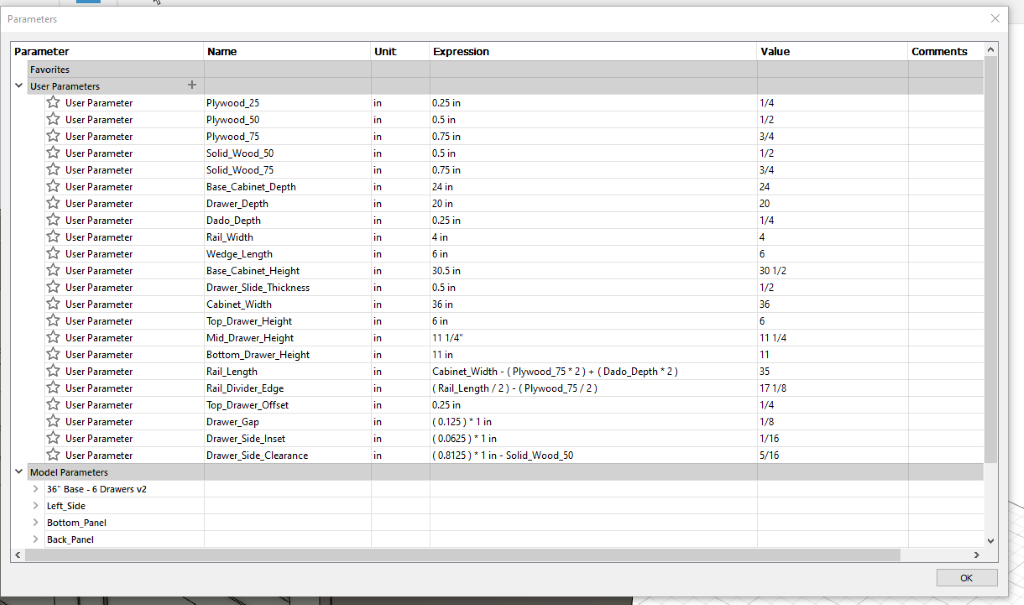 Parameters
Parameter Name Unit Expression Value Comments
Favorites
User Parameters +
User Parameter Plywood_25 in 0.25 in 1/4
User Parameter Plywood_50 in 0.5 in 1/2
User Parameter Plywood_75 in 0.75 in 3/4
User Parameter Solid_Wood_50 in 0.5 in 1/2
User Parameter Solid_Wood_75 in 0.75 in 3/4
User Parameter Base_Cabinet_Depth in 24 in 24
User Parameter Drawer_Depth in 20 in 20
User Parameter Dado_Depth in 0.25 in 1/4
User Parameter Rail_Width in 4 in 4
User Parameter Wedge_Length in 6 in 6
User Parameter Base_Cabinet_Height in 30.5 in 30 1/2
User Parameter Drawer_Slide_Thickness in 0.5 in 1/2
User Parameter Cabinet_Width in 36 in 36
User Parameter Top_Drawer_Height in 6 in 6
User Parameter Mid_Drawer_Height in 11 1/4" 11 1/4
User Parameter Bottom_Drawer_Height in 11 in 11
User Parameter Rail_Length in Cabinet_Width - ( Plywood_75 * 2 ) + ( Dado_Depth * 2 ) 35
User Parameter Rail_Divider_Edge in ( Rail_Length / 2 ) - ( Plywood_75 / 2 ) 17 1/8
User Parameter Top_Drawer_Offset in 0.25 in 1/4
User Parameter Drawer_Gap in ( 0.125 ) * 1 in 1/8
User Parameter Drawer_Side_Inset in ( 0.0625 ) * 1 in 1/16
User Parameter Drawer_Side_Clearance in ( 0.8125 ) * 1 in - Solid_Wood_50 5/16
Model Parameters
36" Base - 6 Drawers v2
Left_Side
Bottom_Panel
Back_Panel
OK